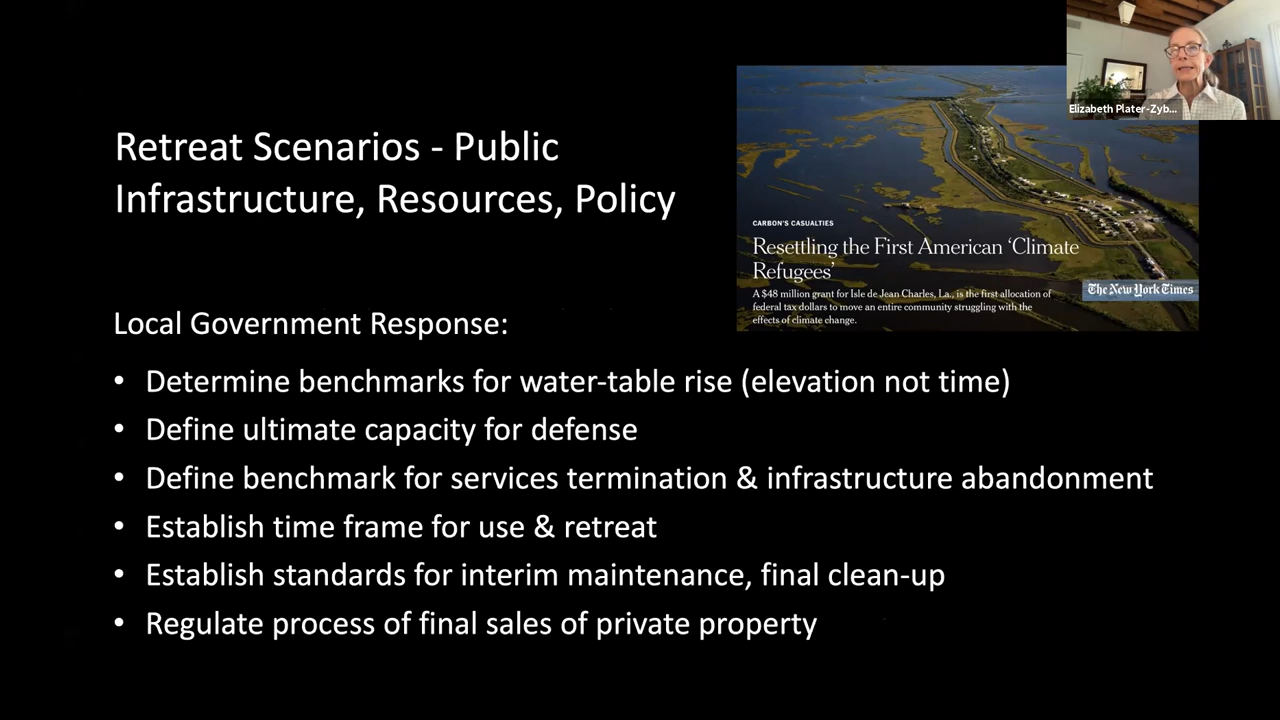 Elizabeth Plater-Zyb...
Retreat Scenarios - Public
Infrastructure, Resources, Policy
CARBON'S CASUALTIES
Resettling the First American ‘Climate
Refugees’
A $48 million grant for Isle de Jean Charles, La., is the first allocation of
federal tax dollars to move an entire community struggling with the
effects of climate change.
The New York Times
Local Government Response:
• Determine benchmarks for water-table rise (elevation not time)
• Define ultimate capacity for defense
• Define benchmark for services termination & infrastructure abandonment
• Establish time frame for use & retreat
• Establish standards for interim maintenance, final clean-up
• Regulate process of final sales of private property